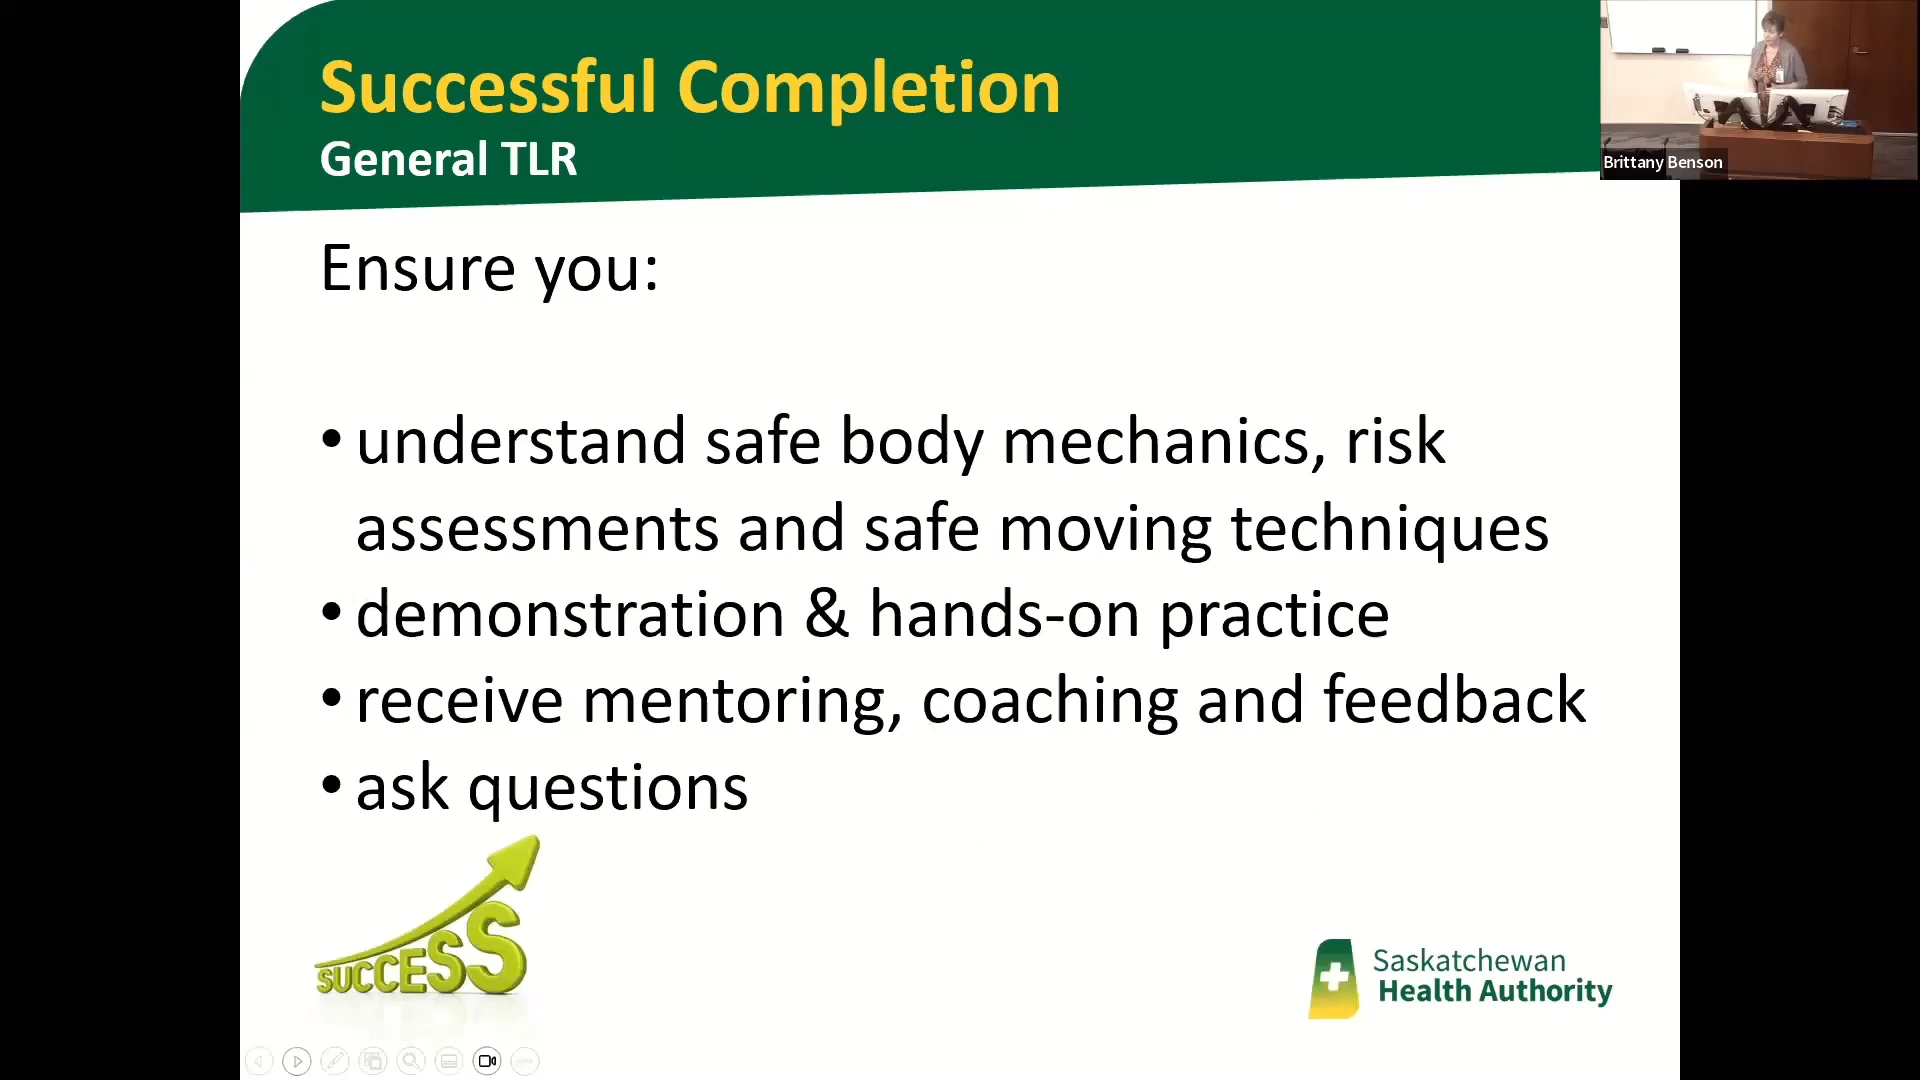 Successful Completion
General TLR
Brittany Benson
Ensure you:
• understand safe body mechanics, risk
assessments and safe moving techniques
• demonstration & hands-on practice
• receive mentoring, coaching and feedback
• ask questions
SUCCESS
Saskatchewan
Health Authority